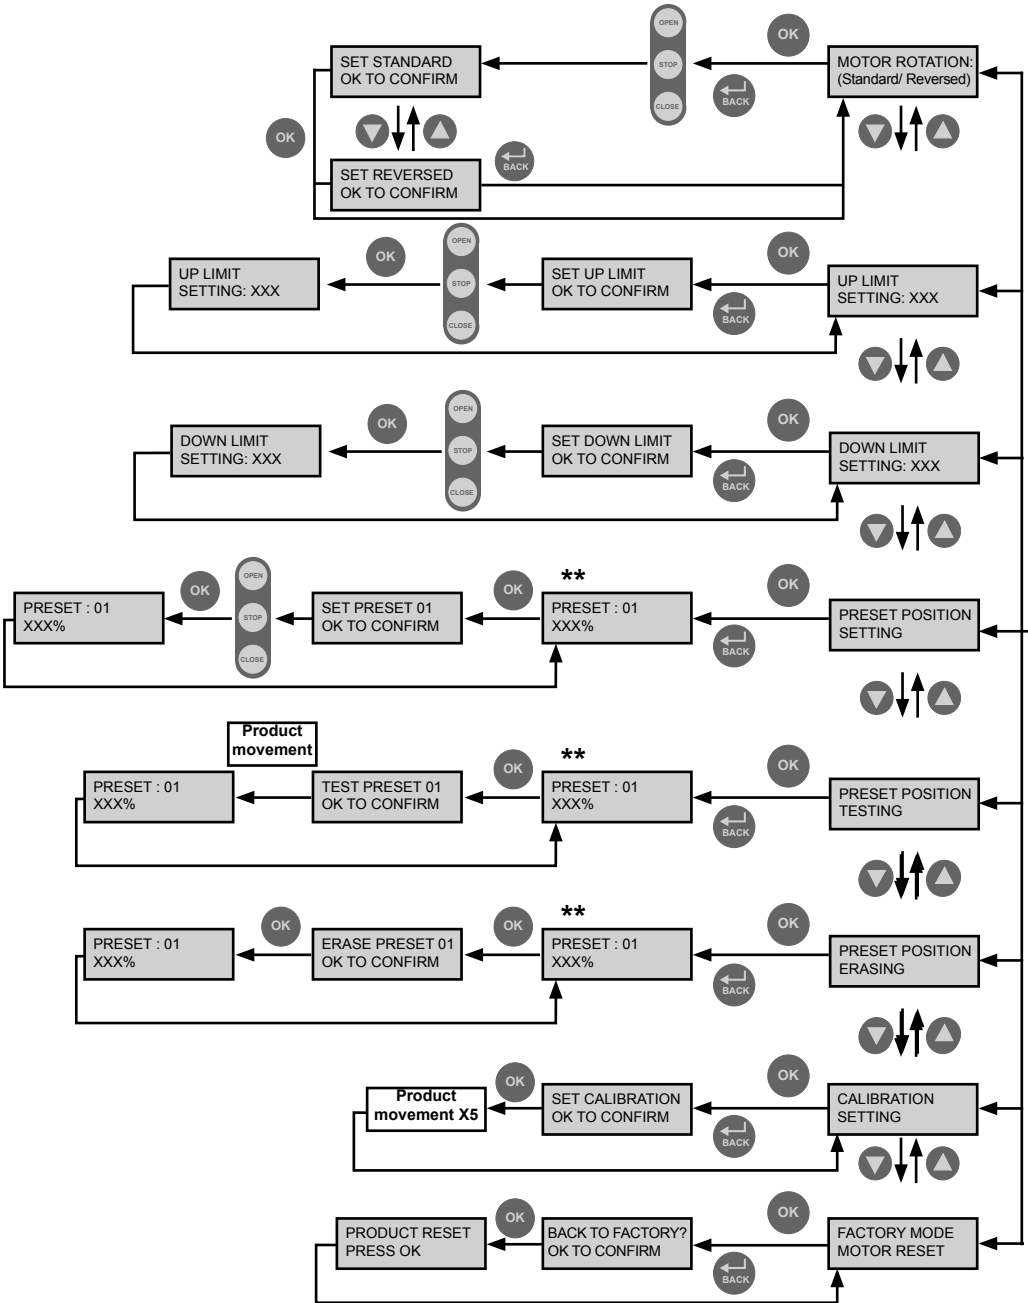 OPEN
STOP
CLOSE
OK
SET STANDARD
OK TO CONFIRM
MOTOR ROTATION:
(Standard/ Reversed)
BACK
OK
SET REVERSED
OK TO CONFIRM
BACK
UP LIMIT
SETTING: XXX
OK
OPEN
STOP
CLOSE
SET UP LIMIT
OK TO CONFIRM
OK
BACK
UP LIMIT
SETTING: XXX
DOWN LIMIT
SETTING: XXX
OK
OPEN
STOP
CLOSE
SET DOWN LIMIT
OK TO CONFIRM
OK
BACK
DOWN LIMIT
SETTING: XXX
PRESET : 01
XXX%
OK
OPEN
STOP
CLOSE
SET PRESET 01
OK TO CONFIRM
OK
**
PRESET : 01
XXX%
OK
BACK
PRESET POSITION
SETTING
Product
movement
PRESET : 01
XXX%
TEST PRESET 01
OK TO CONFIRM
OK
**
PRESET : 01
XXX%
OK
BACK
PRESET POSITION
TESTING
PRESET : 01
XXX%
OK
ERASE PRESET 01
OK TO CONFIRM
OK
**
PRESET : 01
XXX%
OK
BACK
PRESET POSITION
ERASING
Product
movement X5
OK
SET CALIBRATION
OK TO CONFIRM
OK
BACK
CALIBRATION
SETTING
PRODUCT RESET
PRESS OK
OK
BACK TO FACTORY?
OK TO CONFIRM
OK
BACK
FACTORY MODE
MOTOR RESET